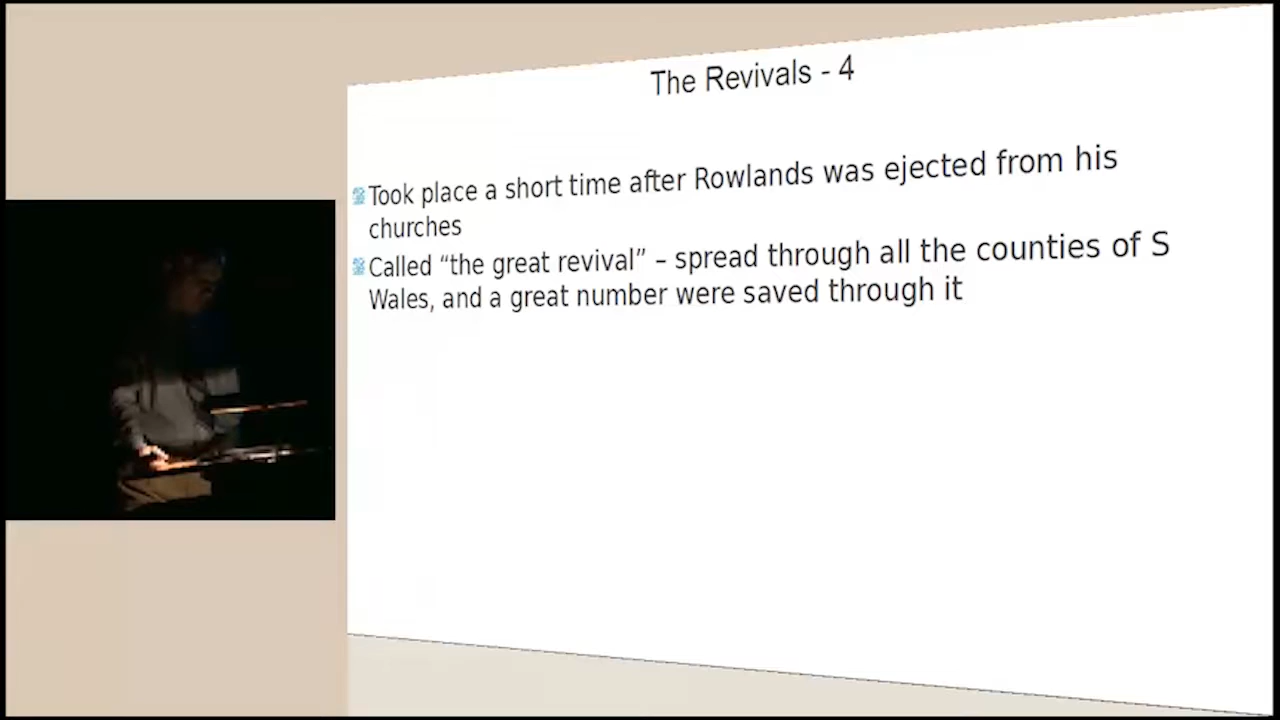 The Revivals - 4
Took place a short time after Rowlands was ejected from his
churches
Called “the great revival” – spread through all the counties of S
Wales, and a great number were saved through it